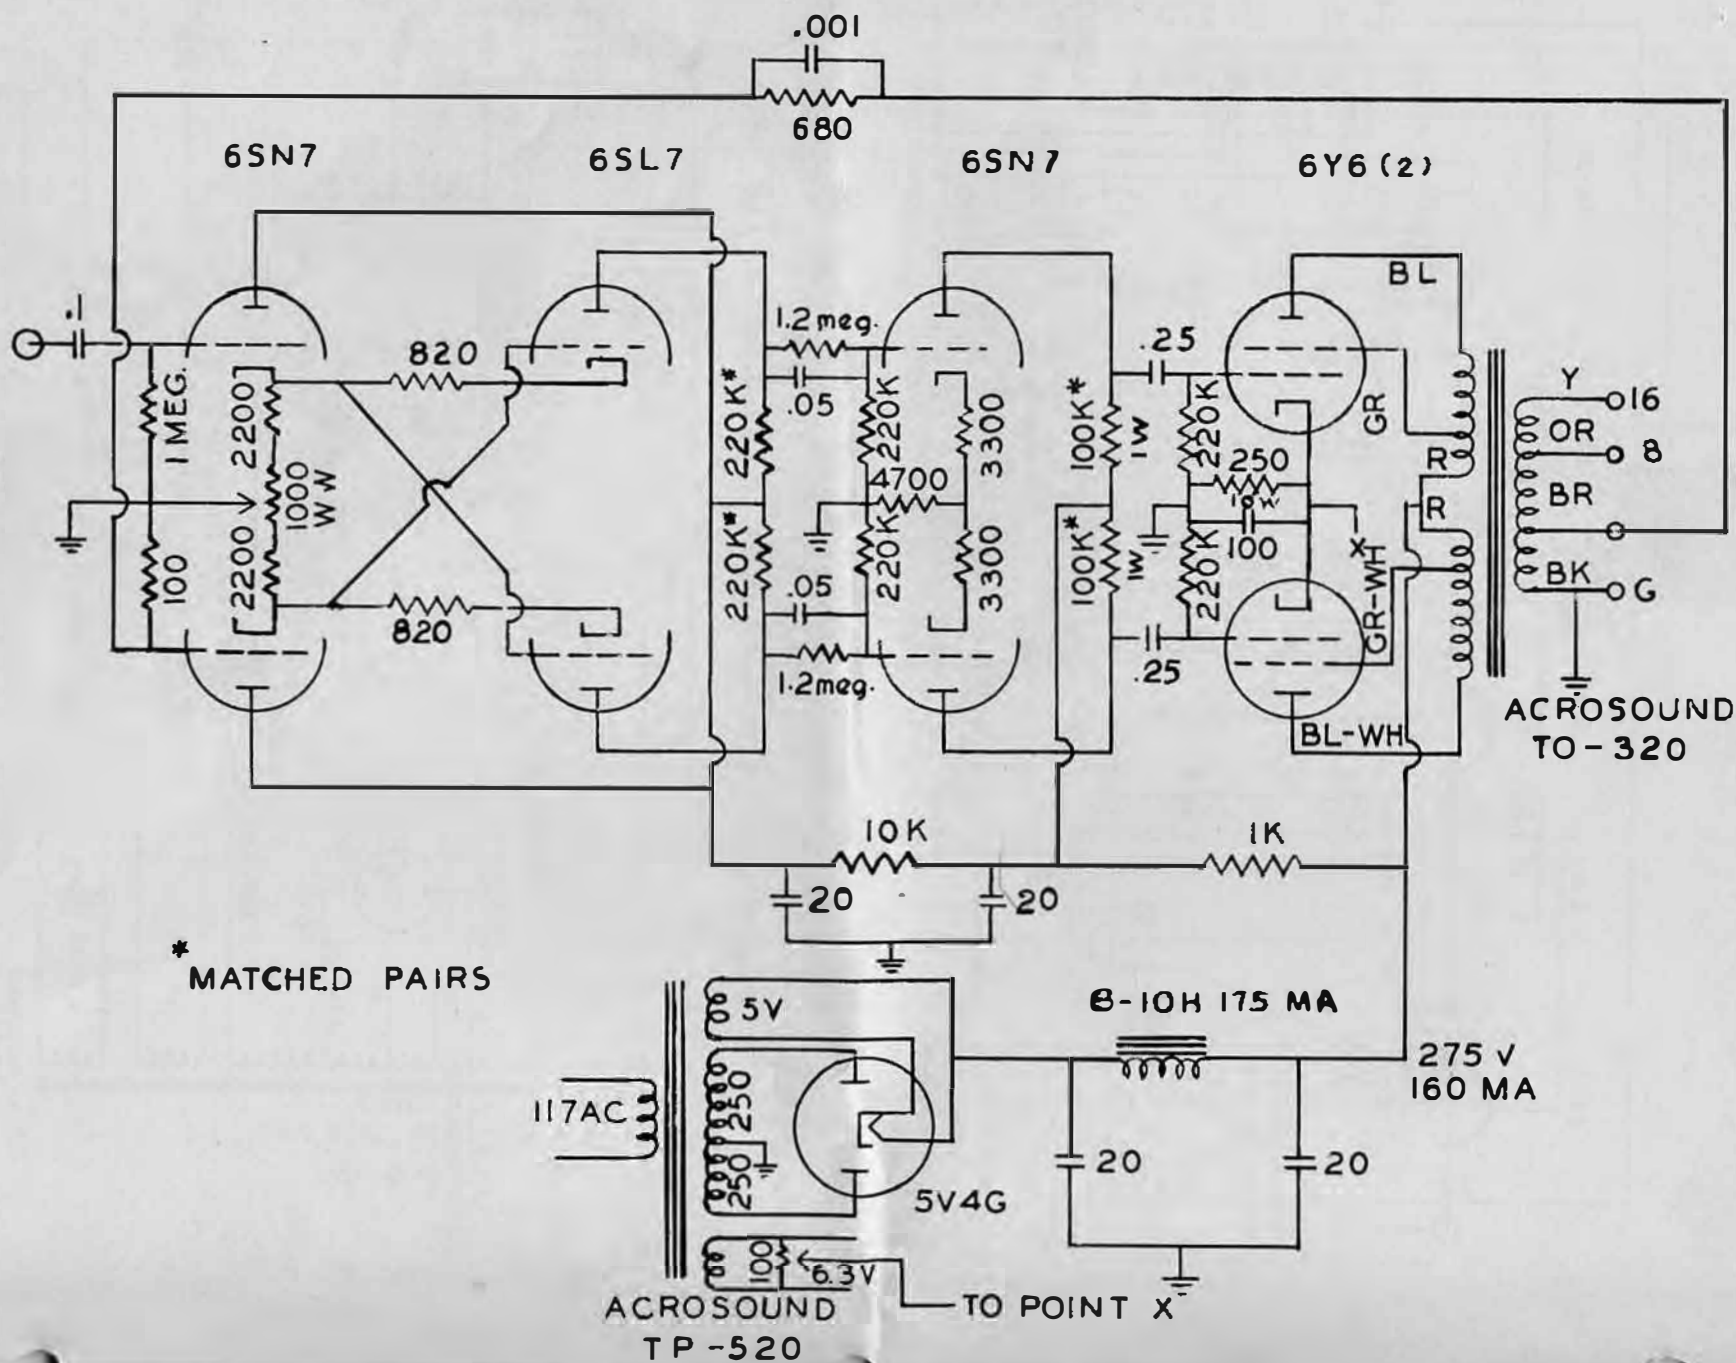 .001
680
6SN7
6SL7
6SN7
6Y6 (2)
.1
1 MEG.
100
2200
1000
WW
2200
820
820
220K*
220K*
1.2 meg.
.05
.05
1.2 meg.
220K
220K
4700
3300
3300
100K*
1W
100K*
1W
.25
.25
220K
220K
250
10W
100
X
BL
GR
R
R
GR-WH
BL-WH
Y
OR
BR
BK
16
8
G
ACROSOUND
TO-320
10K
1K
20
20
*MATCHED PAIRS
5V
250
250
117AC
5V4G
100
6.3V
TO POINT X
ACROSOUND
TP-520
8-10H 175 MA
275 V
160 MA
20
20